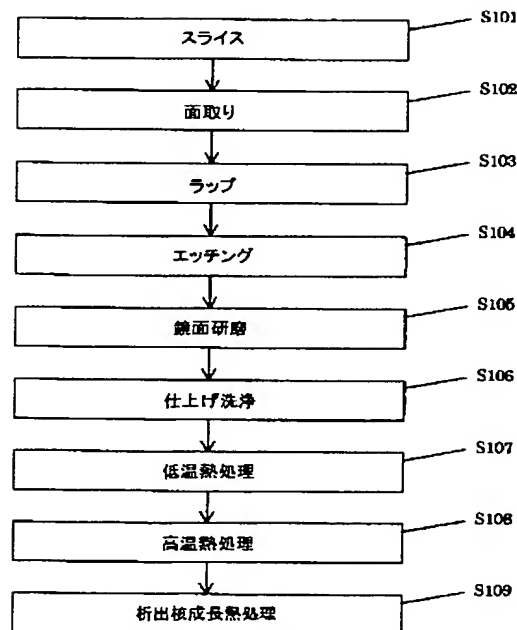 S101
スライス
S102
面取り
S103
ラップ
S104
エッチング
S105
鏡面研磨
S106
仕上げ洗浄
S107
低温熱処理
S108
高温熱処理
S109
析出核成長熱処理